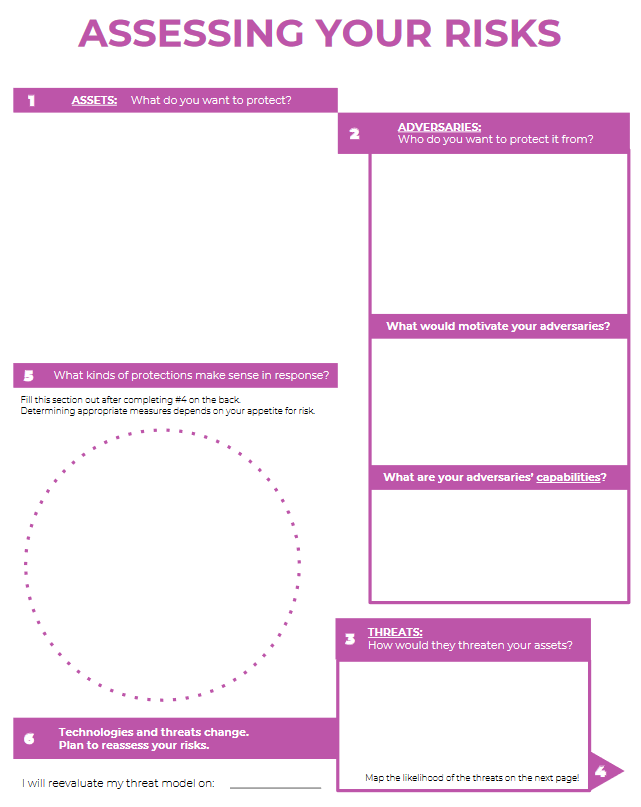 ASSESSING YOUR RISKS
1 ASSETS: What do you want to protect?
2 ADVERSARIES:
Who do you want to protect it from?
What would motivate your adversaries?
What are your adversaries' capabilities?
3 THREATS:
How would they threaten your assets?
Map the likelihood of the threats on the next page!
4
5 What kinds of protections make sense in response?
Fill this section out after completing #4 on the back.
Determining appropriate measures depends on your appetite for risk.
6 Technologies and threats change.
Plan to reassess your risks.
I will reevaluate my threat model on: